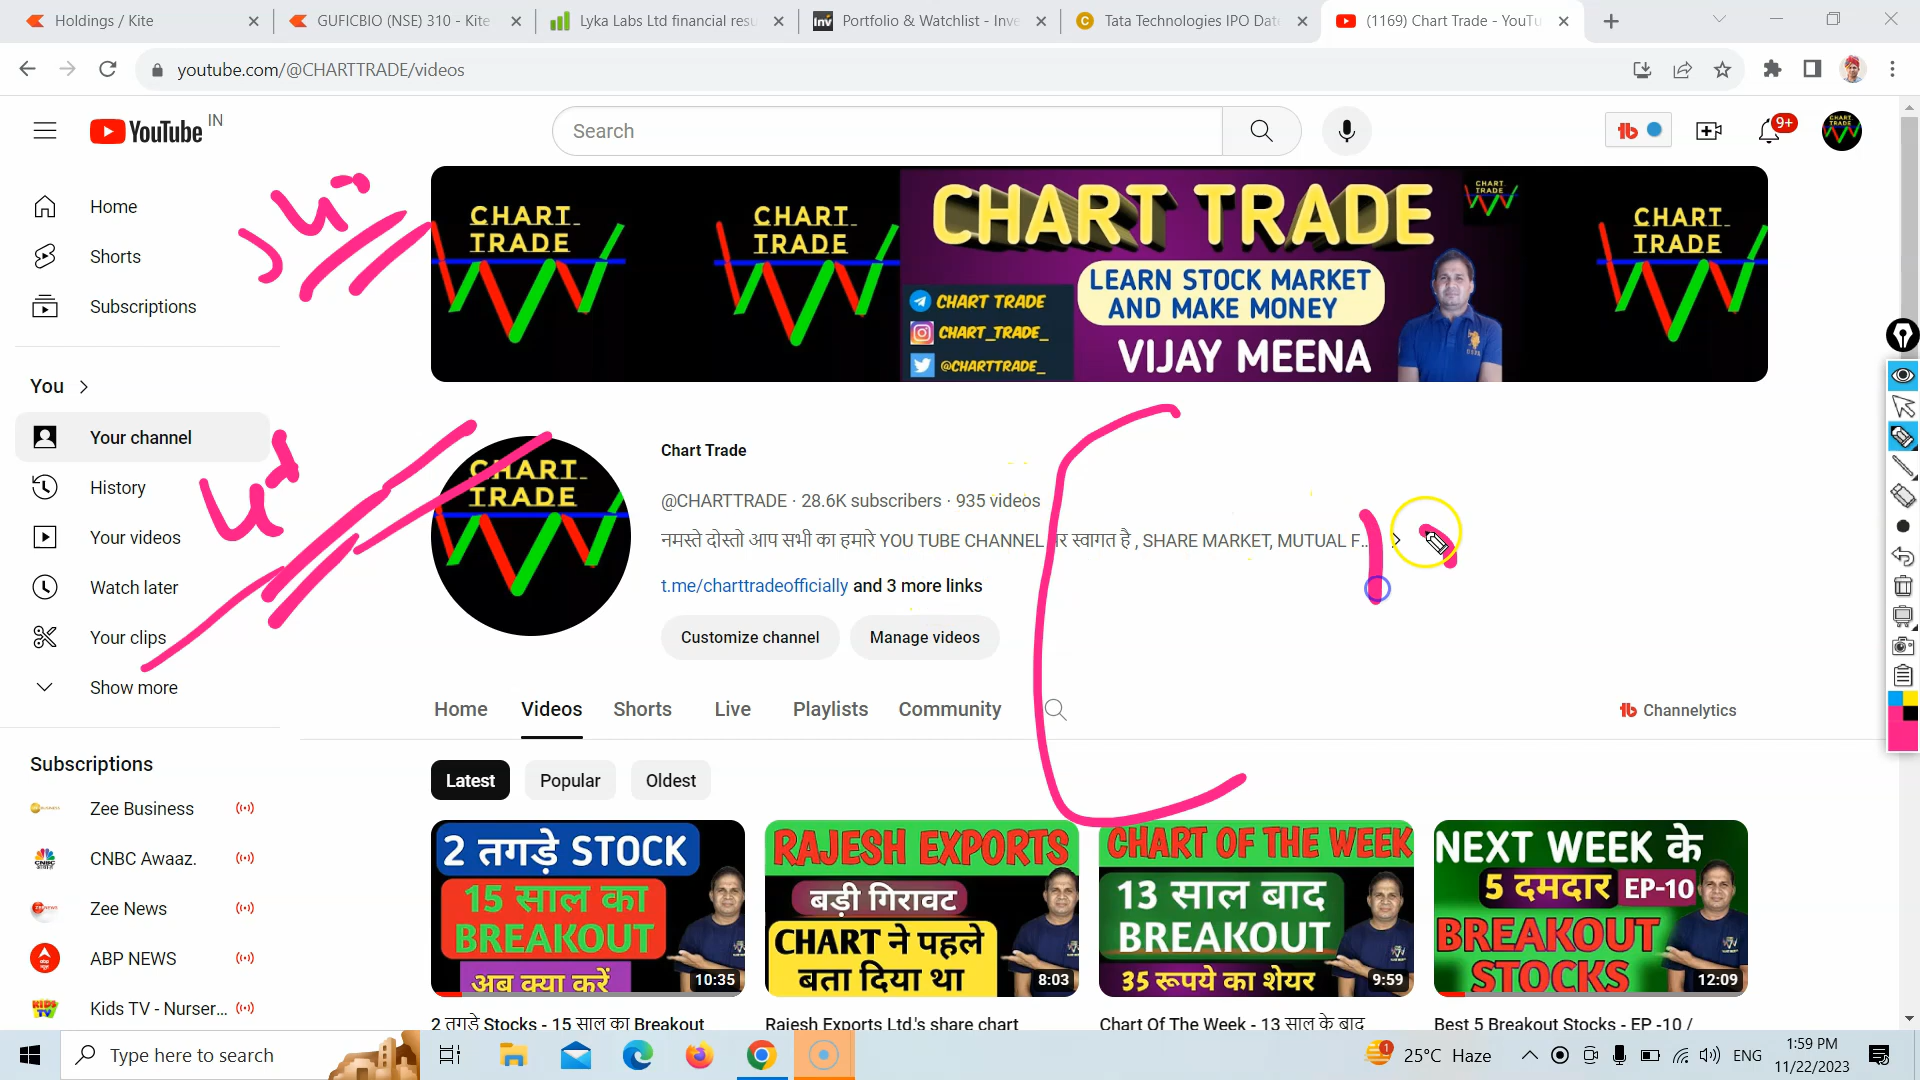 Holdings / Kite
GUFICBIO (NSE) 310 - Kite
Lyka Labs Ltd financial resu
Portfolio & Watchlist - Inve
Tata Technologies IPO Date
(1169) Chart Trade - YouTu
youtube.com/@CHARTTRADE/videos
YouTube IN
Search
9+
Home
Shorts
Subscriptions
You
Your channel
History
Your videos
Watch later
Your clips
Show more
Subscriptions
Zee Business
CNBC Awaaz.
Zee News
ABP NEWS
Kids TV - Nurser...
CHART TRADE
CHART TRADE
CHART TRADE
LEARN STOCK MARKET
AND MAKE MONEY
VIJAY MEENA
CHART TRADE
CHART_TRADE_
@CHARTTRADE_
CHART TRADE
CHART TRADE
CHART TRADE
Chart Trade
@CHARTTRADE · 28.6K subscribers · 935 videos
नमस्ते दोस्तो आप सभी का हमारे YOU TUBE CHANNEL पर स्वागत है , SHARE MARKET, MUTUAL F...
t.me/charttradeofficially and 3 more links
Customize channel
Manage videos
Home
Videos
Shorts
Live
Playlists
Community
Channelytics
Latest
Popular
Oldest
2 तगड़े STOCK
15 साल का
BREAKOUT
अब क्या करें
10:35
RAJESH EXPORTS
बड़ी गिरावट
CHART ने पहले
बता दिया था
8:03
CHART OF THE WEEK
13 साल बाद
BREAKOUT
35 रूपये का शेयर
9:59
NEXT WEEK के
5 दमदार EP-10
BREAKOUT
STOCKS
12:09
2 तगड़े Stocks - 15 साल का Breakout
Rajesh Exports Ltd.'s share chart
Chart Of The Week - 13 साल के बाद
Best 5 Breakout Stocks - EP -10 /
Type here to search
25°C Haze
ENG
1:59 PM
11/22/2023